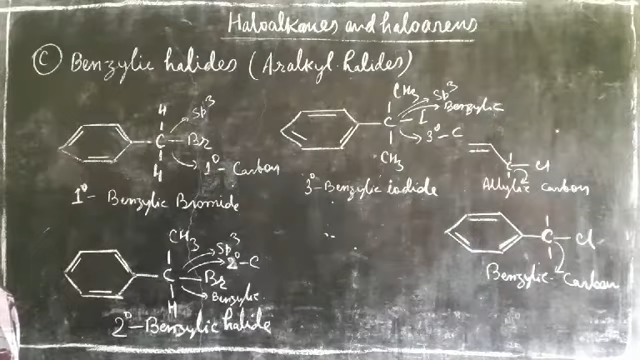 Haloalkanes and haloarens
(C) Benzylic halides (Aralkyl halides)
H
Sp3
C Br
1° - Carbon
H
1° - Benzylic Bromide
CH3
Sp3
Benzylic
C - I
3° - C
CH3
3° - Benzylic iodide
C - Cl
Allylic carbon
CH3
Sp3
2° - C
C - Br
Benzylic
H
2° - Benzylic halide
C - Cl
Benzylic - Carbon